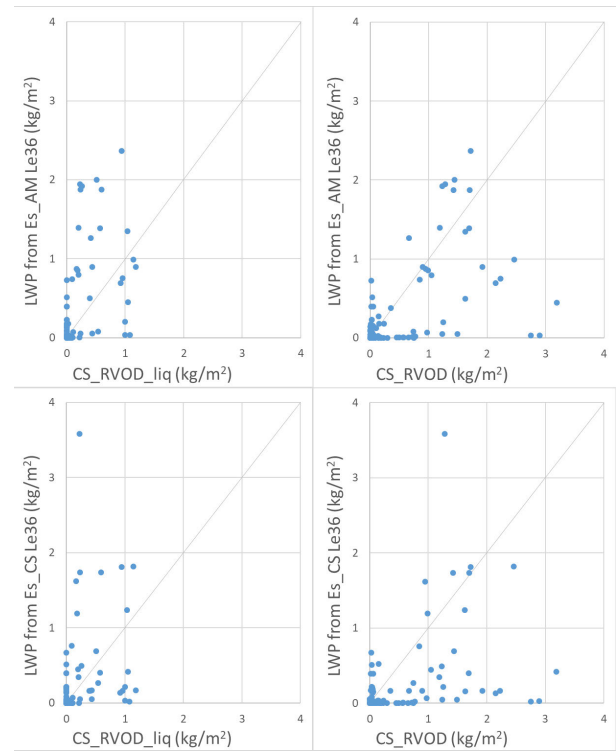 4
3
2
1
0
0 1 2 3 4
LWP from Es_AM Le36 (kg/m²)
CS_RVOD_liq (kg/m²)
4
3
2
1
0
0 1 2 3 4
LWP from Es_AM Le36 (kg/m²)
CS_RVOD (kg/m²)
4
3
2
1
0
0 1 2 3 4
LWP from Es_CS Le36 (kg/m²)
CS_RVOD_liq (kg/m²)
4
3
2
1
0
0 1 2 3 4
LWP from Es_CS Le36 (kg/m²)
CS_RVOD (kg/m²)